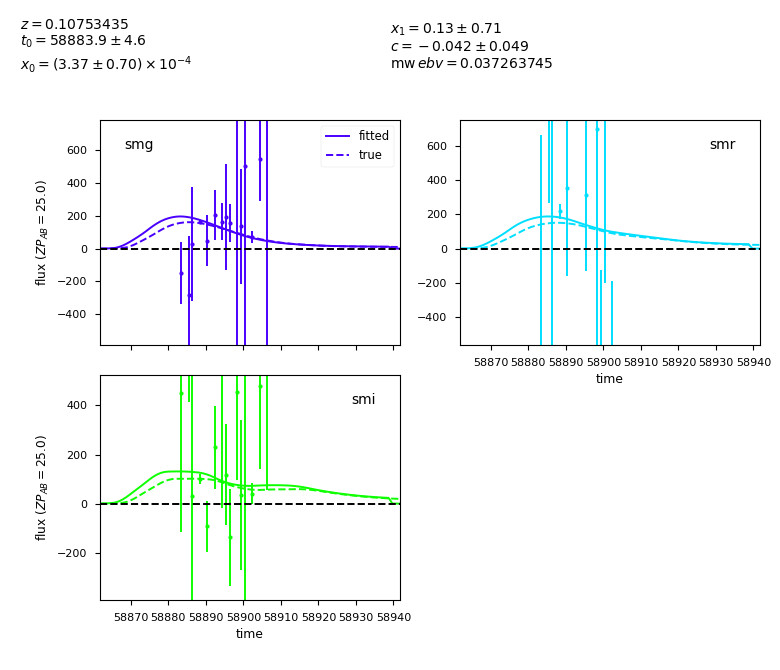 z = 0.10753435
t₀ = 58883.9 ± 4.6
x₀ = (3.37 ± 0.70) × 10⁻⁴
x₁ = 0.13 ± 0.71
c = −0.042 ± 0.049
mw ebv = 0.037263745
smg
fitted
true
600
400
200
0
−200
−400
flux (ZP_AB = 25.0)
smr
600
400
200
0
−200
−400
58870 58880 58890 58900 58910 58920 58930 58940
time
smi
400
200
0
−200
flux (ZP_AB = 25.0)
58870 58880 58890 58900 58910 58920 58930 58940
time